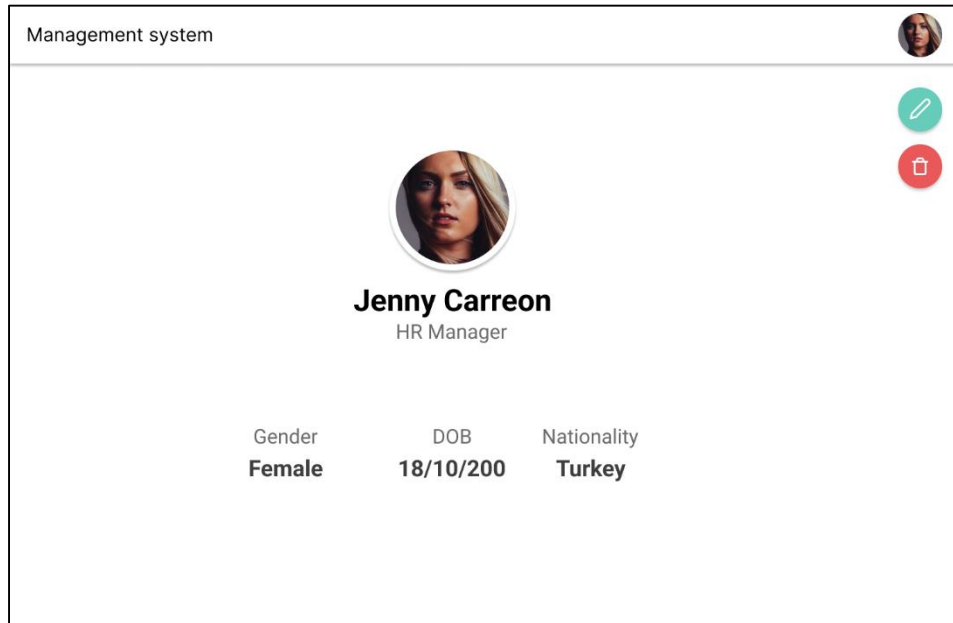 Management system
Jenny Carreon
HR Manager
Gender DOB Nationality
Female 18/10/200 Turkey